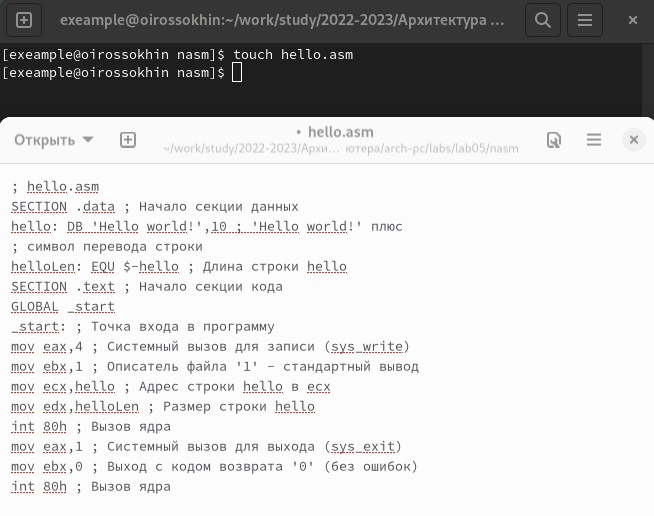 exeample@oirossokhin:~/work/study/2022-2023/Архитектура ...
[exeample@oirossokhin nasm]$ touch hello.asm
[exeample@oirossokhin nasm]$
Открыть
• hello.asm
~/work/study/2022-2023/Архи... ютера/arch-pc/labs/lab05/nasm
; hello.asm
SECTION .data ; Начало секции данных
hello: DB 'Hello world!',10 ; 'Hello world!' плюс
; символ перевода строки
helloLen: EQU $-hello ; Длина строки hello
SECTION .text ; Начало секции кода
GLOBAL _start
_start: ; Точка входа в программу
mov eax,4 ; Системный вызов для записи (sys_write)
mov ebx,1 ; Описатель файла '1' - стандартный вывод
mov ecx,hello ; Адрес строки hello в ecx
mov edx,helloLen ; Размер строки hello
int 80h ; Вызов ядра
mov eax,1 ; Системный вызов для выхода (sys_exit)
mov ebx,0 ; Выход с кодом возврата '0' (без ошибок)
int 80h ; Вызов ядра